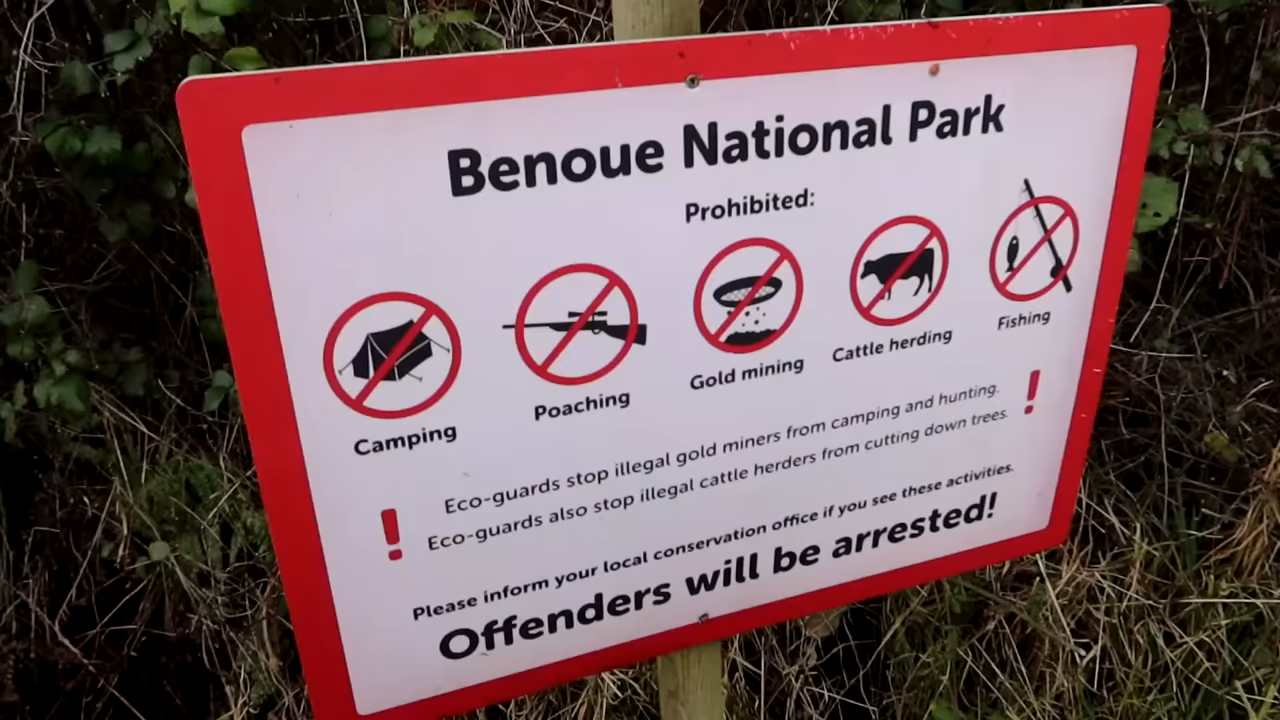 Benoue National Park
Prohibited:
Camping
Poaching
Gold mining
Cattle herding
Fishing
Eco-guards stop illegal gold miners from camping and hunting.
Eco-guards also stop illegal cattle herders from cutting down trees.
! !
Please inform your local conservation office if you see these activities.
Offenders will be arrested!